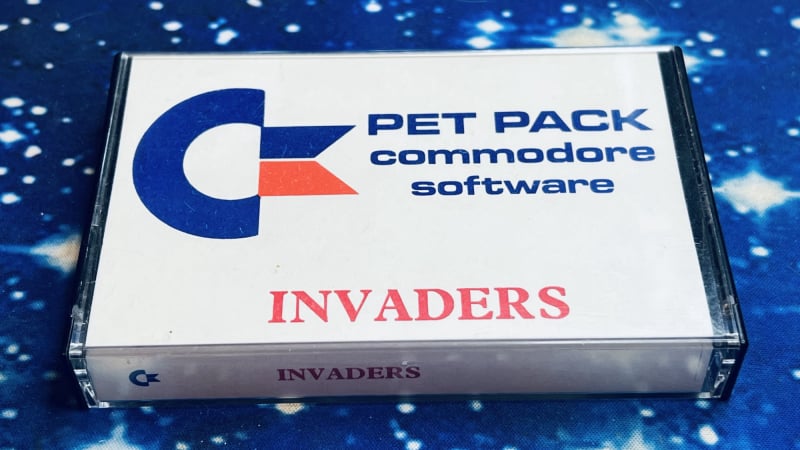 PET PACK
commodore
software
INVADERS
INVADERS